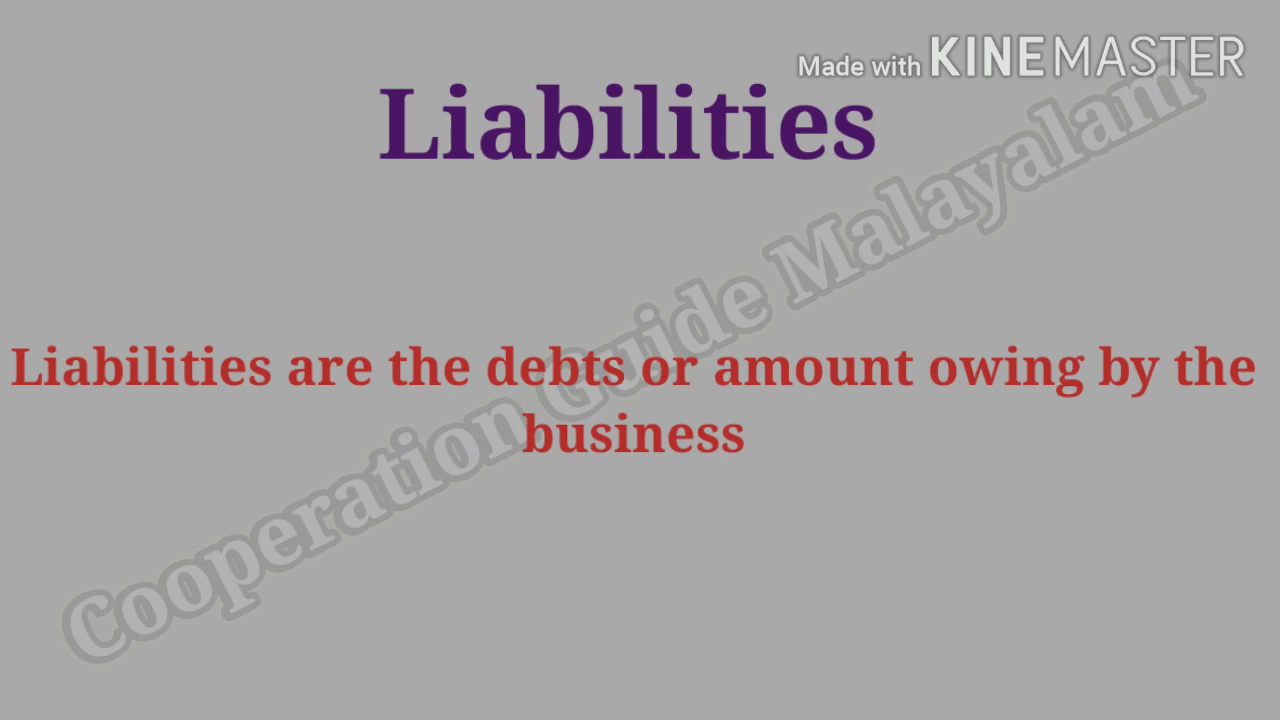 Made with KINEMASTER
Liabilities
Liabilities are the debts or amount owing by the
business
Cooperation Guide Malayalam